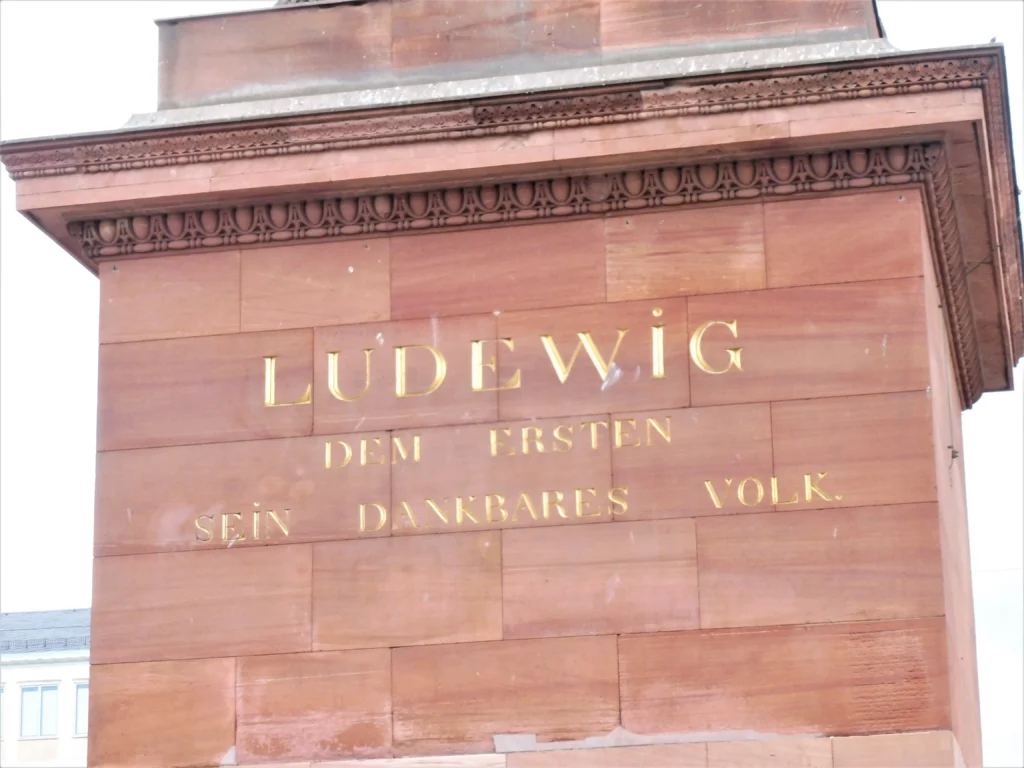 LUDEWiG
DEM ERSTEN
SEiN DANKBARES VOLK.